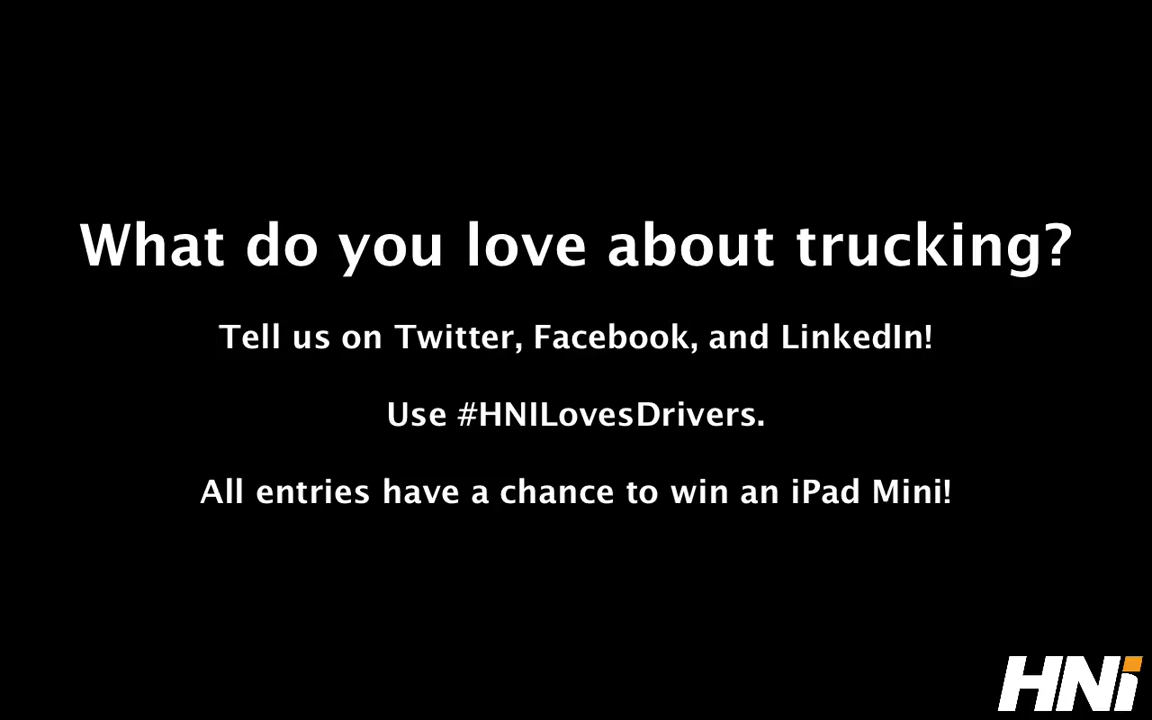 What do you love about trucking?
Tell us on Twitter, Facebook, and LinkedIn!
Use #HNILovesDrivers.
All entries have a chance to win an iPad Mini!
HNi